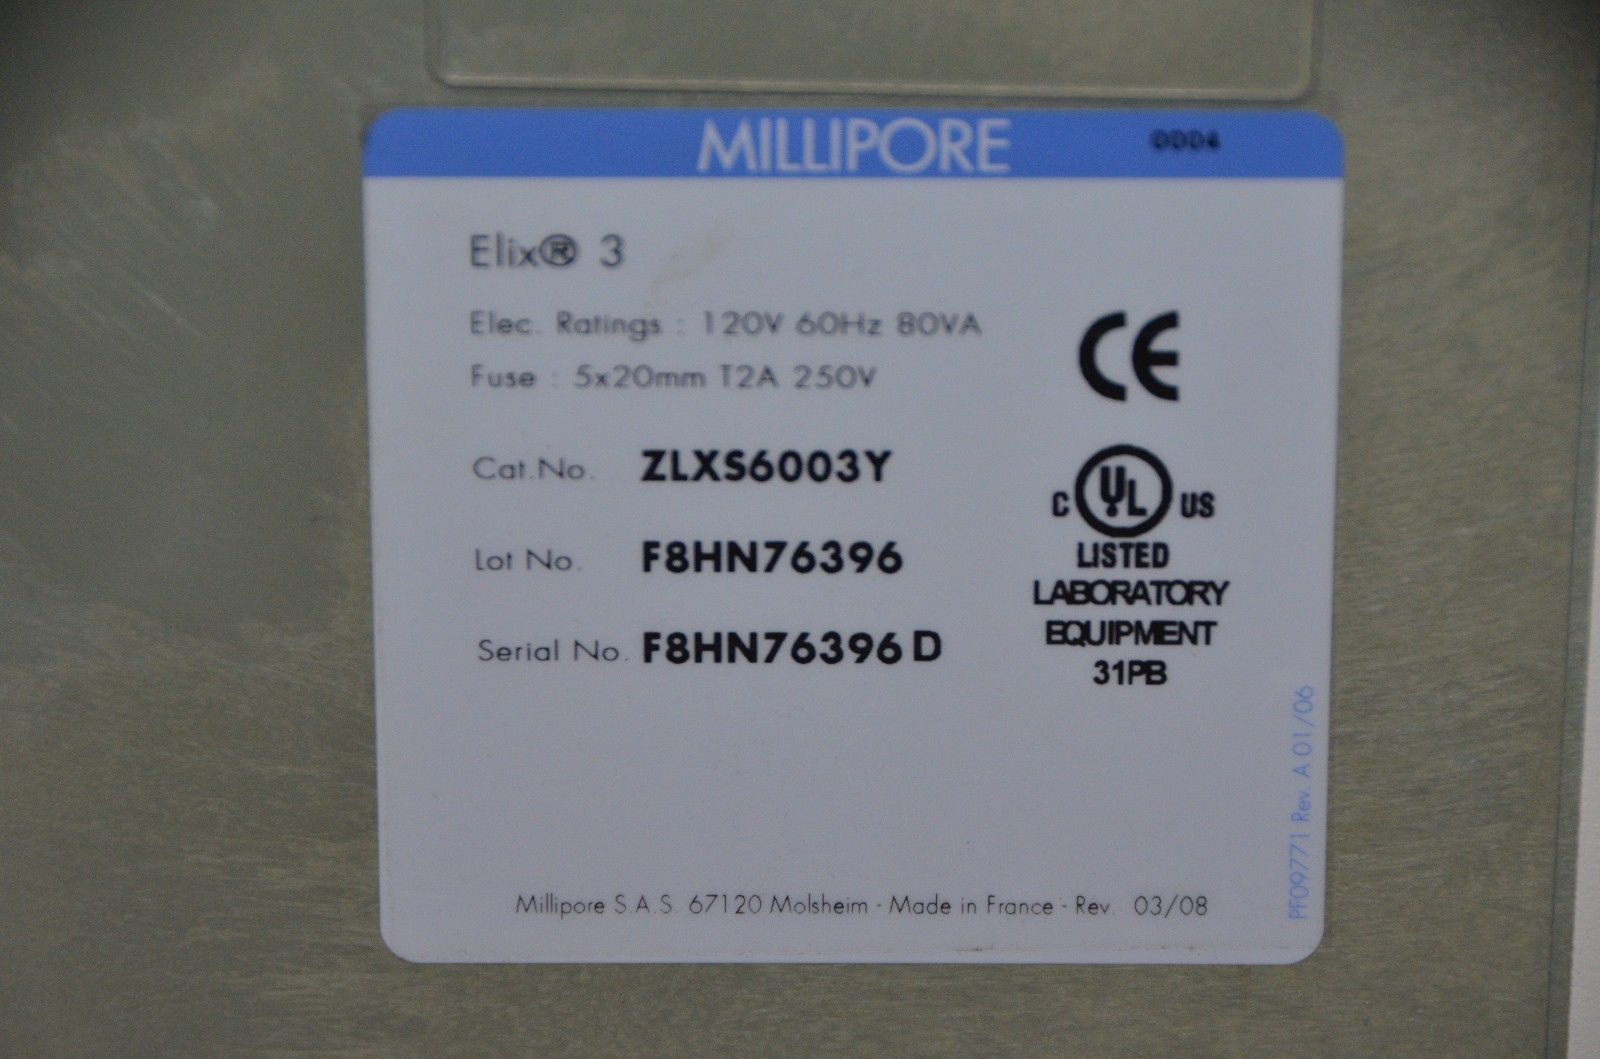 MILLIPORE 0004
Elix® 3
Elec. Ratings : 120V 60Hz 80VA
Fuse : 5x20mm T2A 250V
CE
Cat.No. ZLXS6003Y
C UL US
LISTED
LABORATORY
EQUIPMENT
31PB
Lot No. F8HN76396
Serial No. F8HN76396 D
Millipore S.A.S. 67120 Molsheim - Made in France - Rev. 03/08
PF09771 Rev. A 01/06